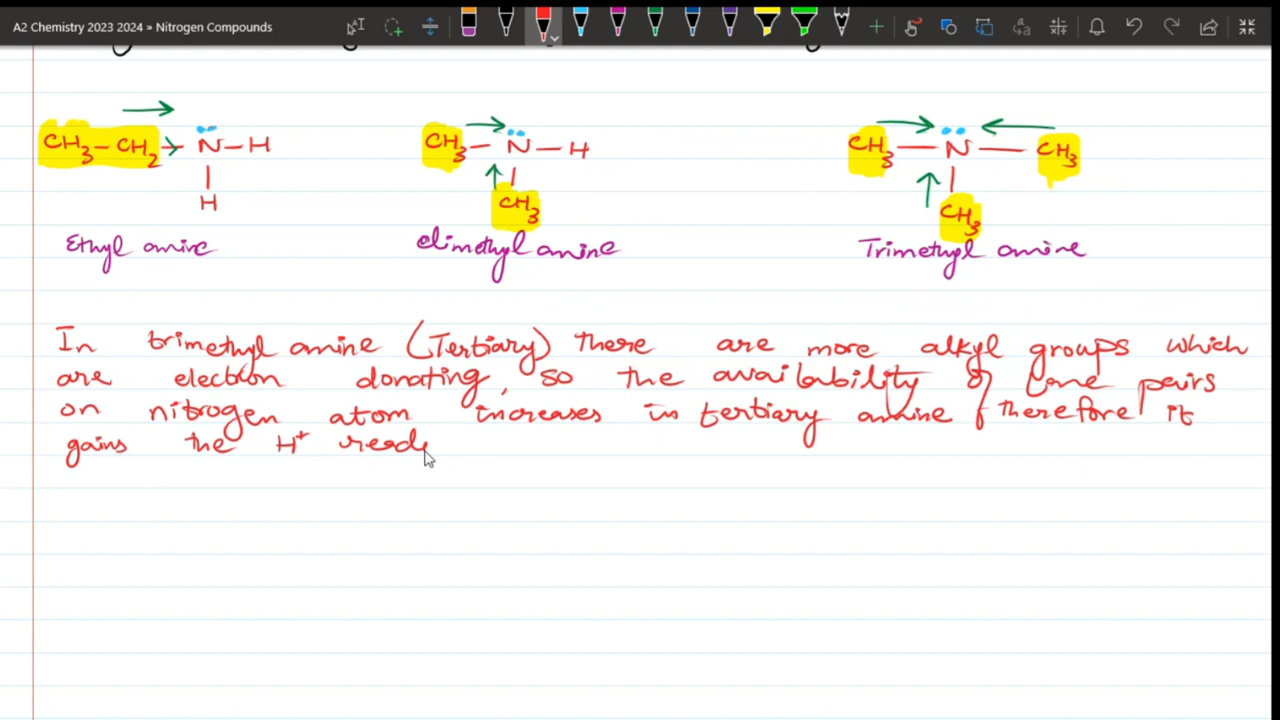 A2 Chemistry 2023 2024 » Nitrogen Compounds
CH3 – CH2 – N – H
H
Ethyl amine
CH3 – N – H
CH3
dimethyl amine
CH3 – N – CH3
CH3
Trimethyl amine
In trimethyl amine (Tertiary) there are more alkyl groups which
are electron donating, so the availability of lone pairs
on nitrogen atom increases in tertiary amine therefore it
gains the H+ read